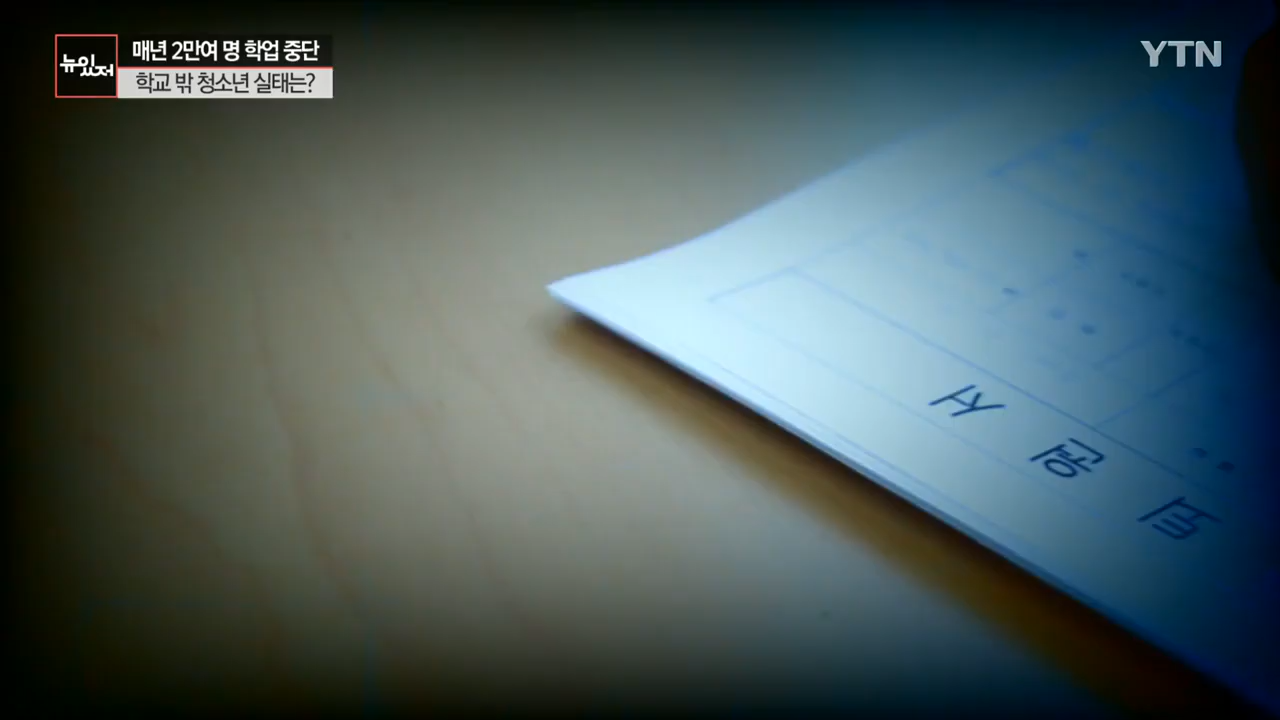 뉴있저
매년 2만여 명 학업 중단
학교 밖 청소년 실태는?
YTN
퇴 원 서